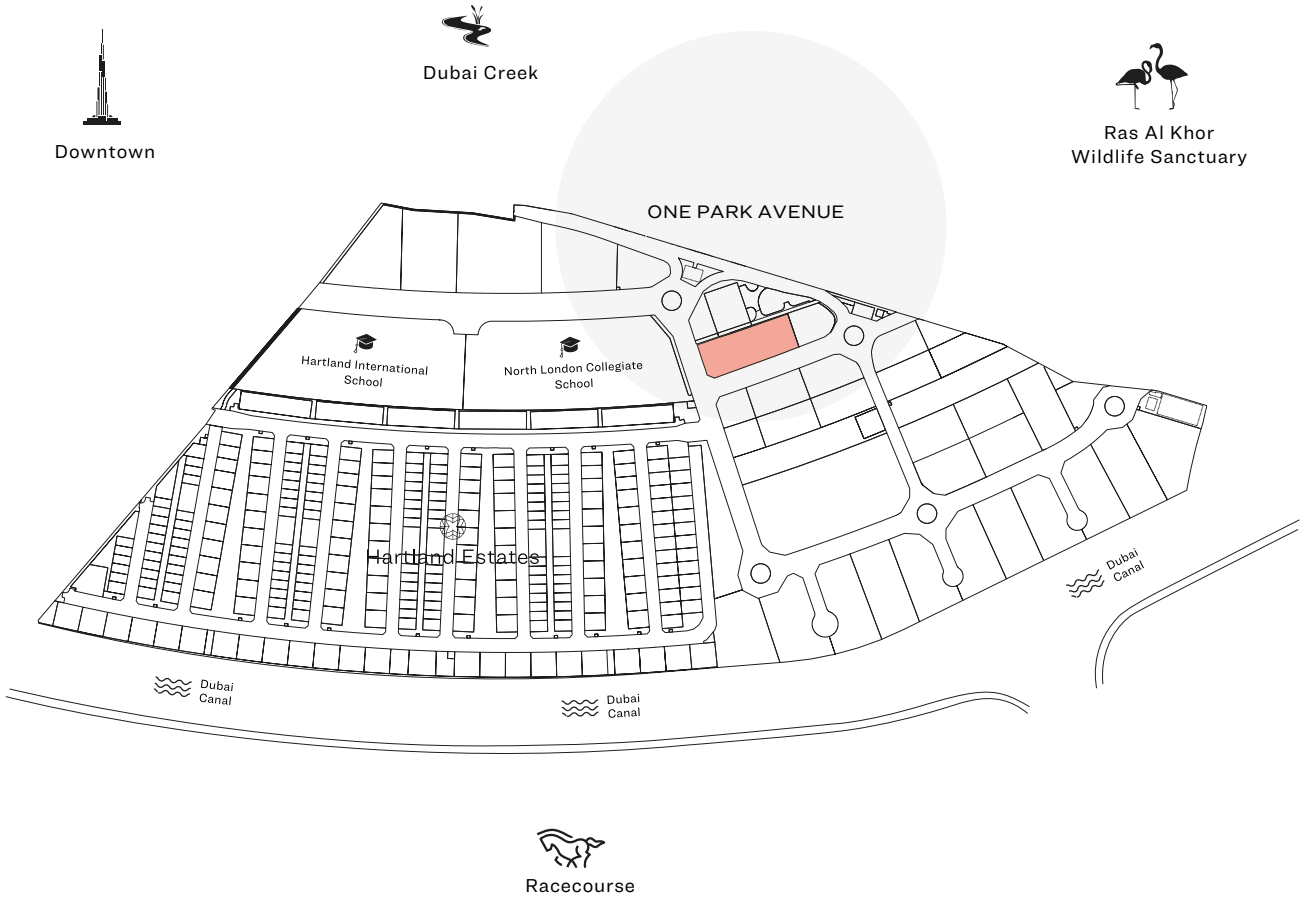 Dubai Creek
Downtown
Ras Al Khor
Wildlife Sanctuary
ONE PARK AVENUE
Hartland International
School
North London Collegiate
School
Hartland Estates
Dubai
Canal
Dubai
Canal
Dubai
Canal
Racecourse